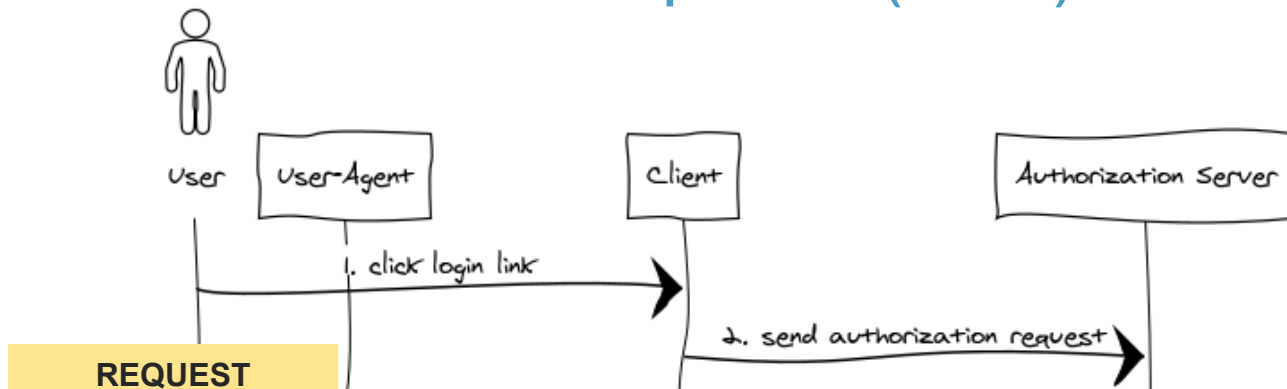 User
User-Agent
Client
Authorization Server
1. click login link
2. send authorization request
REQUEST